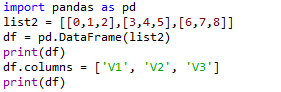 import pandas as pd
list2 = [[0,1,2],[3,4,5],[6,7,8]]
df = pd.DataFrame(list2)
print(df)
df.columns = ['V1', 'V2', 'V3']
print(df)